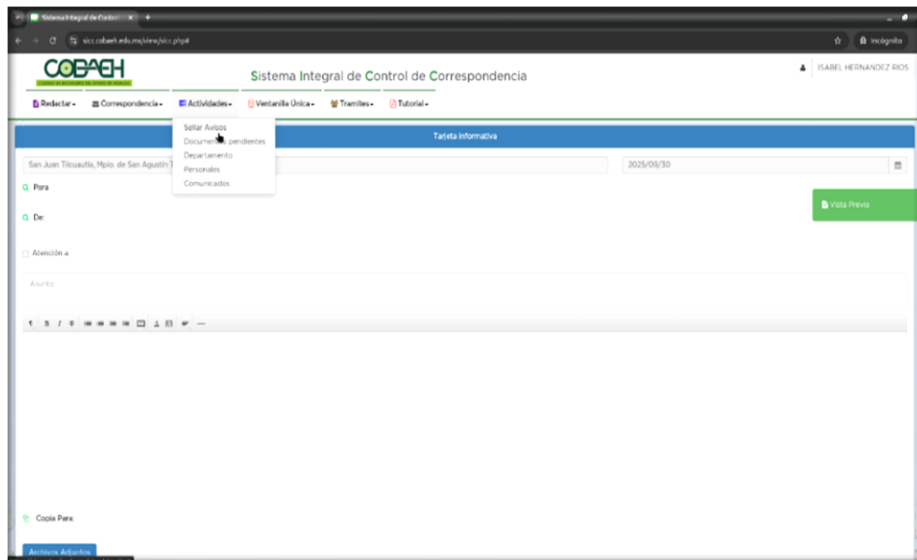 Sistema Integral de Control
sicc.cobaeh.edu.mx/view/sicc.php#
Incógnito
COBAEH
Sistema Integral de Control de Correspondencia
ISABEL HERNANDEZ RIOS
Redactar
Correspondencia
Actividades
Ventanilla Única
Tramites
Tutorial
Sellar Avisos
Documentos pendientes
Departamento
Personales
Comunicados
Tarjeta Informativa
San Juan Tilcuautla, Mpio. de San Agustín T
2025/09/30
Para
Vista Previa
De:
Atención a
Asunto
Copia Para:
Archivos Adjuntos